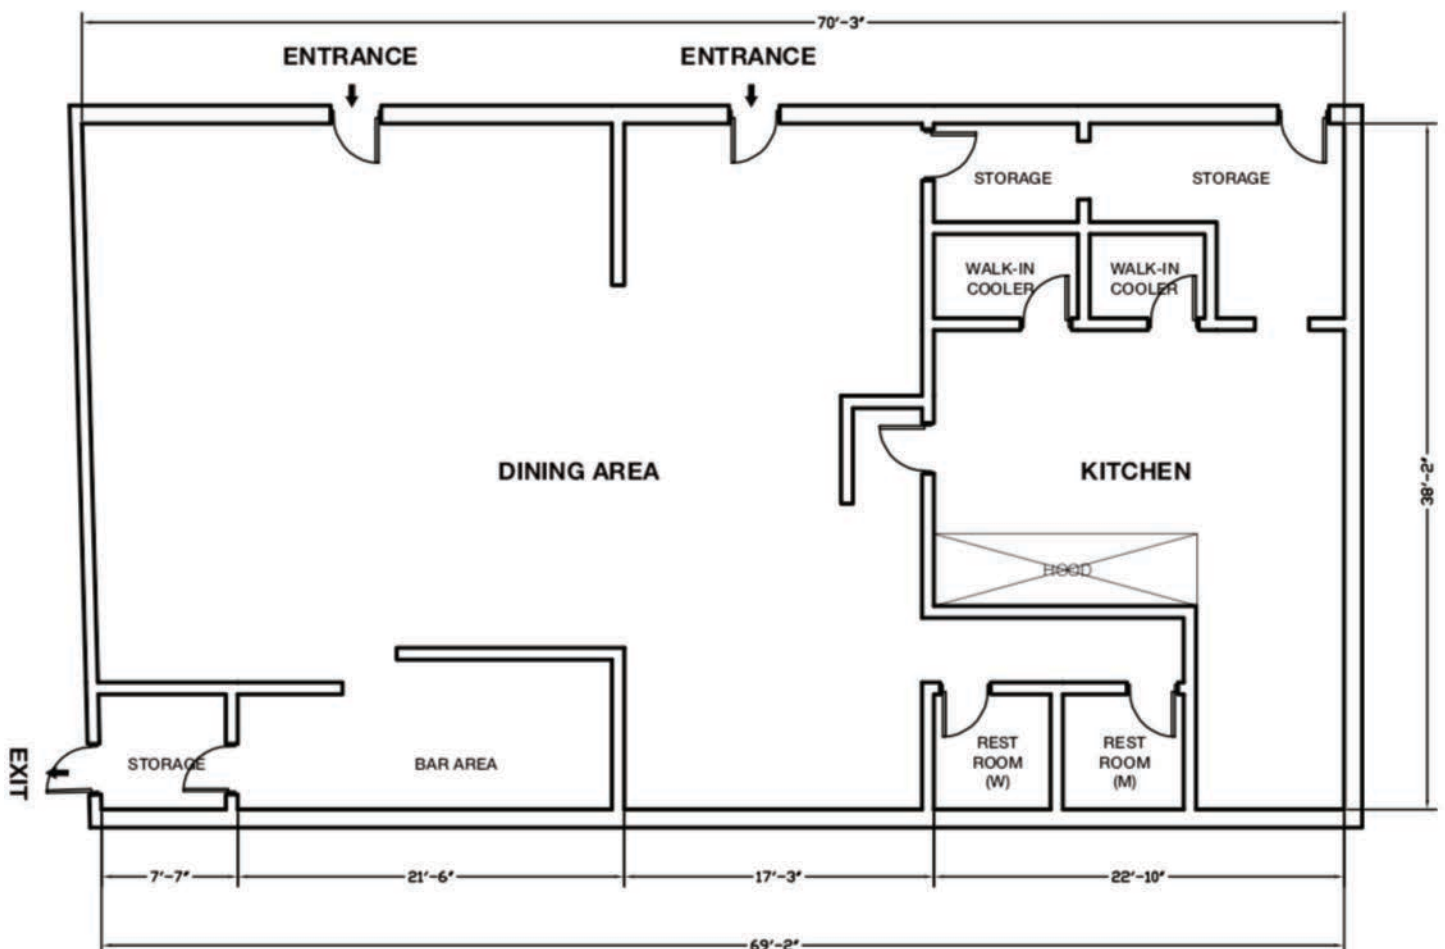 70'-3"
ENTRANCE
ENTRANCE
STORAGE
STORAGE
WALK-IN
COOLER
WALK-IN
COOLER
DINING AREA
KITCHEN
38'-2"
HOOD
EXIT
STORAGE
BAR AREA
REST
ROOM
(W)
REST
ROOM
(M)
7'-7"
21'-6"
17'-3"
22'-10"
69'-2"